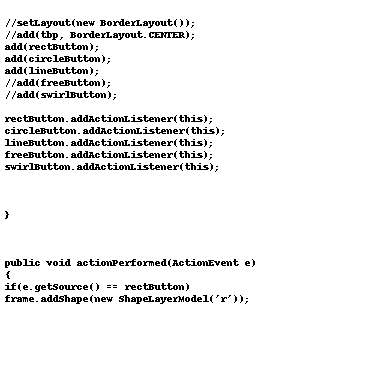 //setLayout(new BorderLayout());
//add(tbp, BorderLayout.CENTER);
add(rectButton);
add(circleButton);
add(lineButton);
//add(freeButton);
//add(swirlButton);
rectButton.addActionListener(this);
circleButton.addActionListener(this);
lineButton.addActionListener(this);
freeButton.addActionListener(this);
swirlButton.addActionListener(this);
}
public void actionPerformed(ActionEvent e)
{
if(e.getSource() == rectButton)
frame.addShape(new ShapeLayerModel('r'));